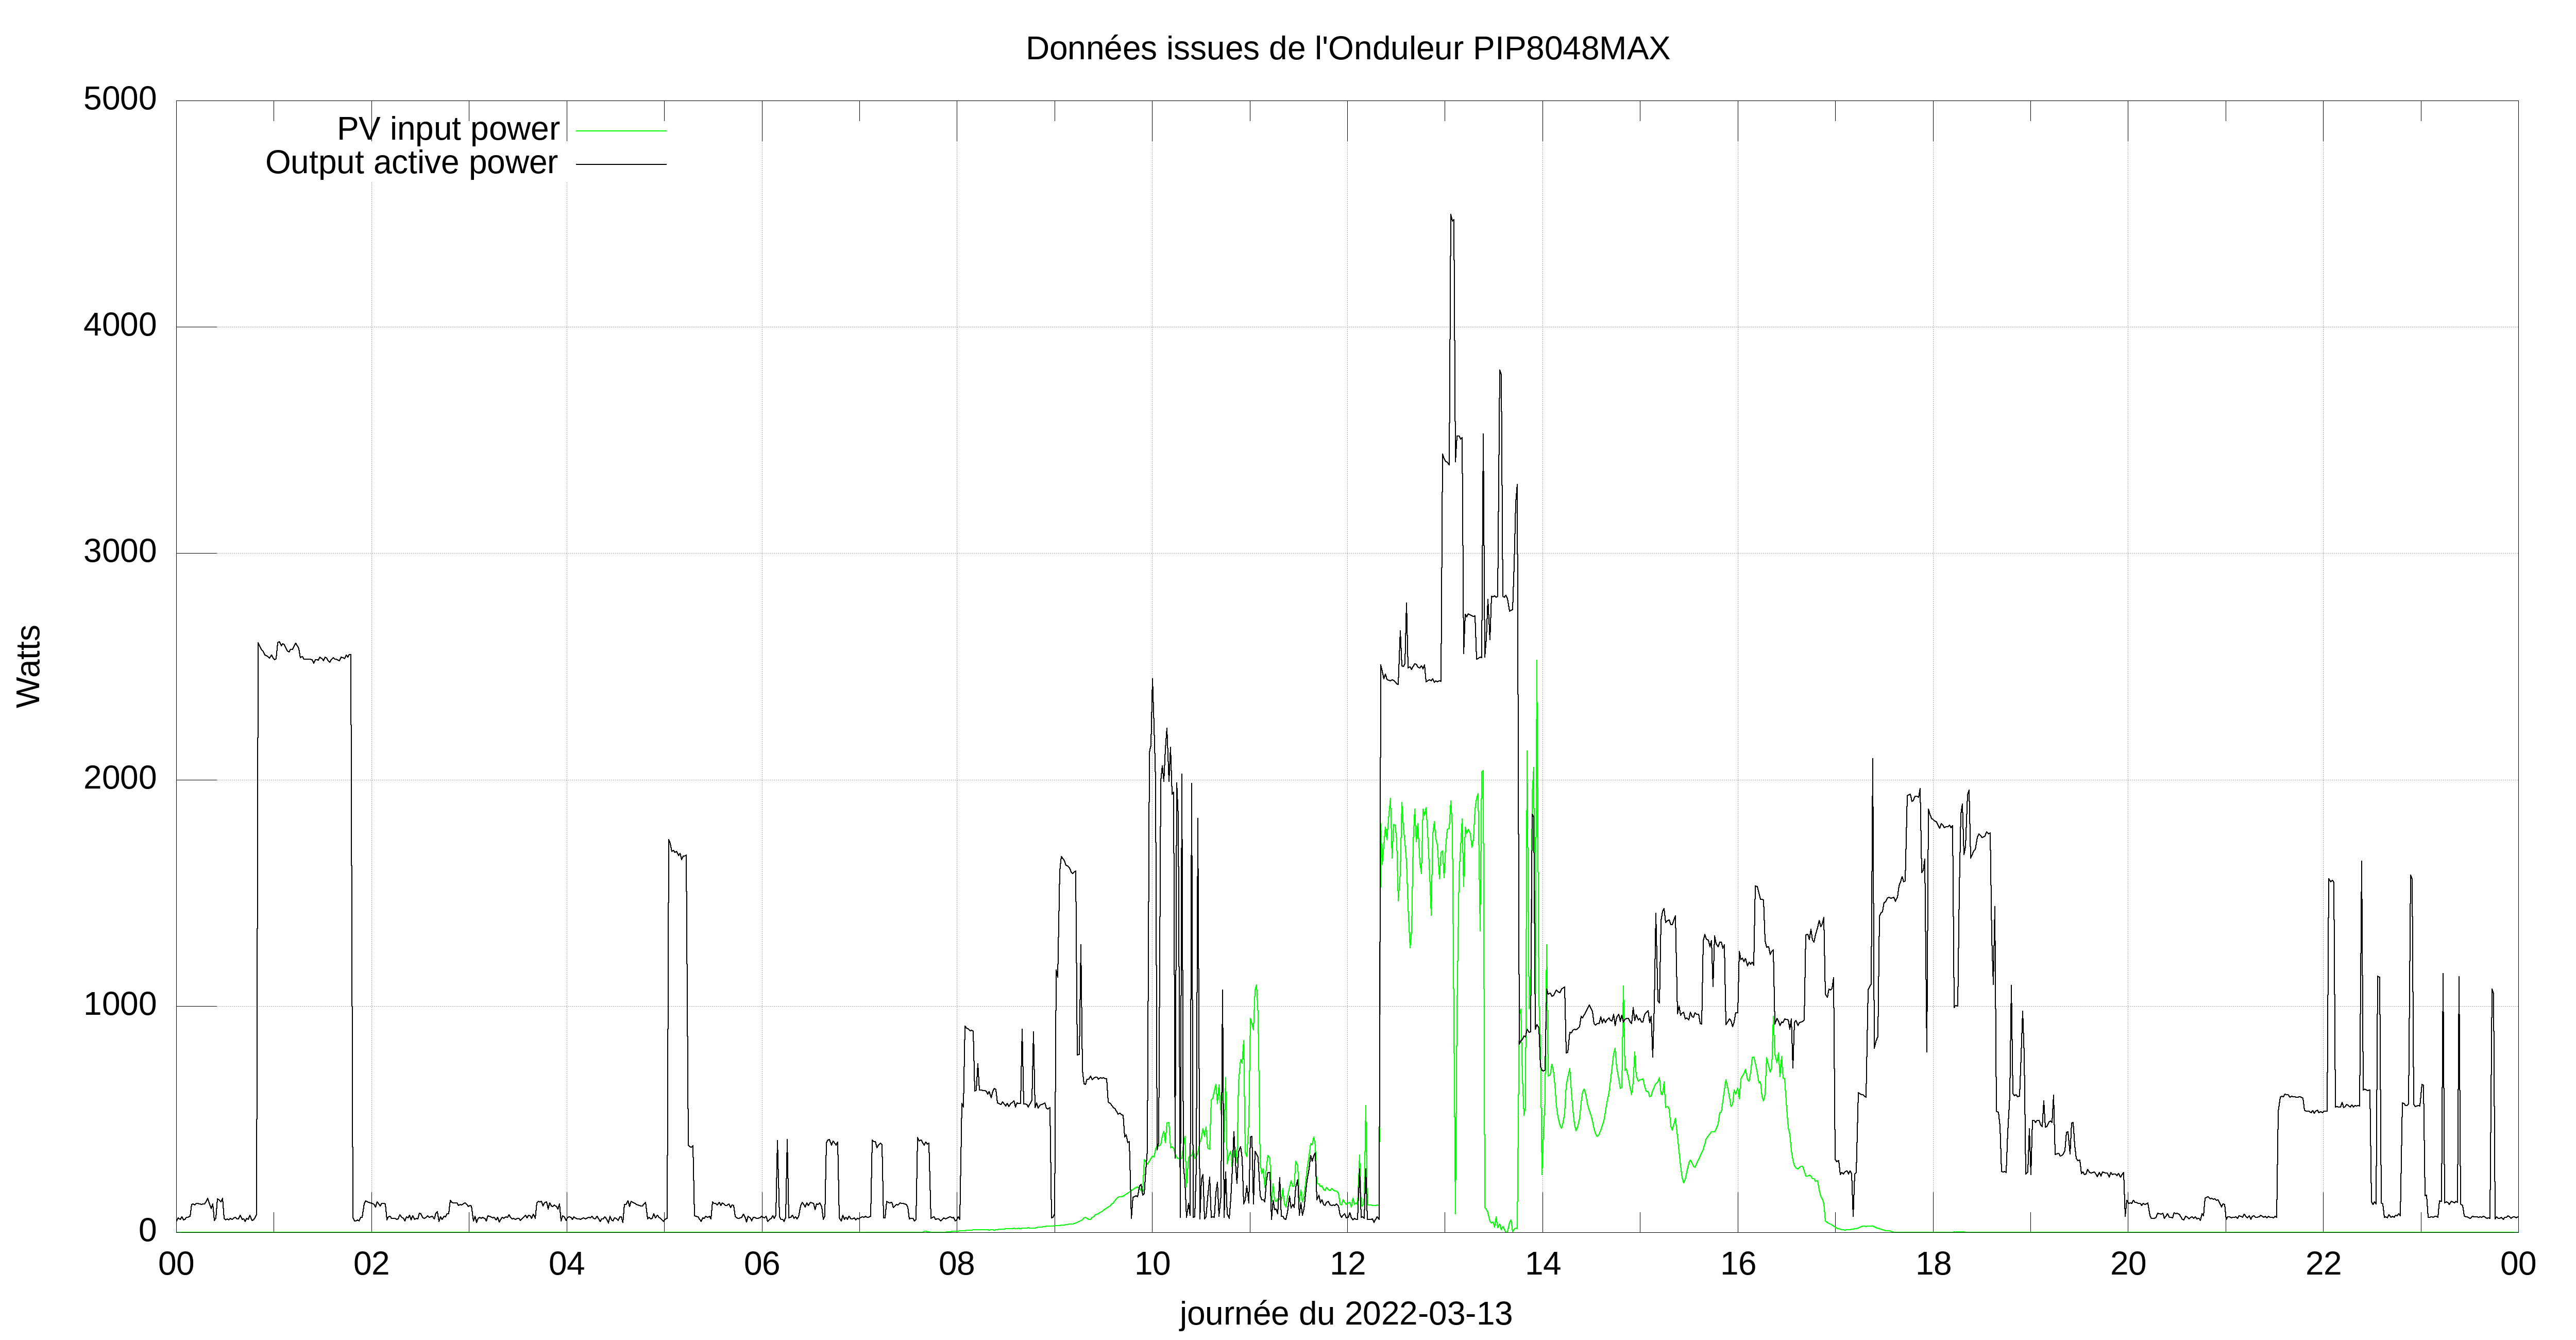 Données issues de l'Onduleur PIP8048MAX
PV input power
Output active power
5000
4000
3000
2000
1000
0
Watts
00 02 04 06 08 10 12 14 16 18 20 22 00
journée du 2022-03-13